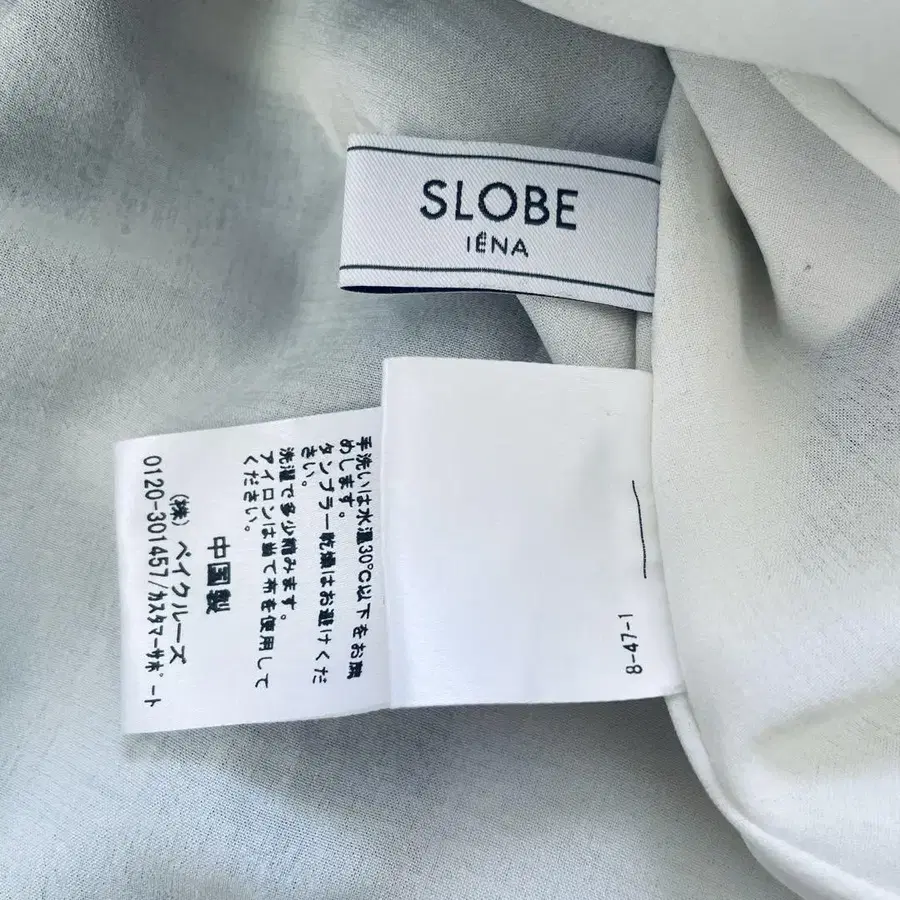 SLOBE
IÉNA
手洗いは水温30℃以下をお薦
めします。
タンブラー乾燥はお避けくだ
さい。
洗濯で多少縮みます。
アイロンは当て布を使用して
ください。
中国製
(株) ベイクルーズ
0120-301457/カスタマーサポート
8-47-1